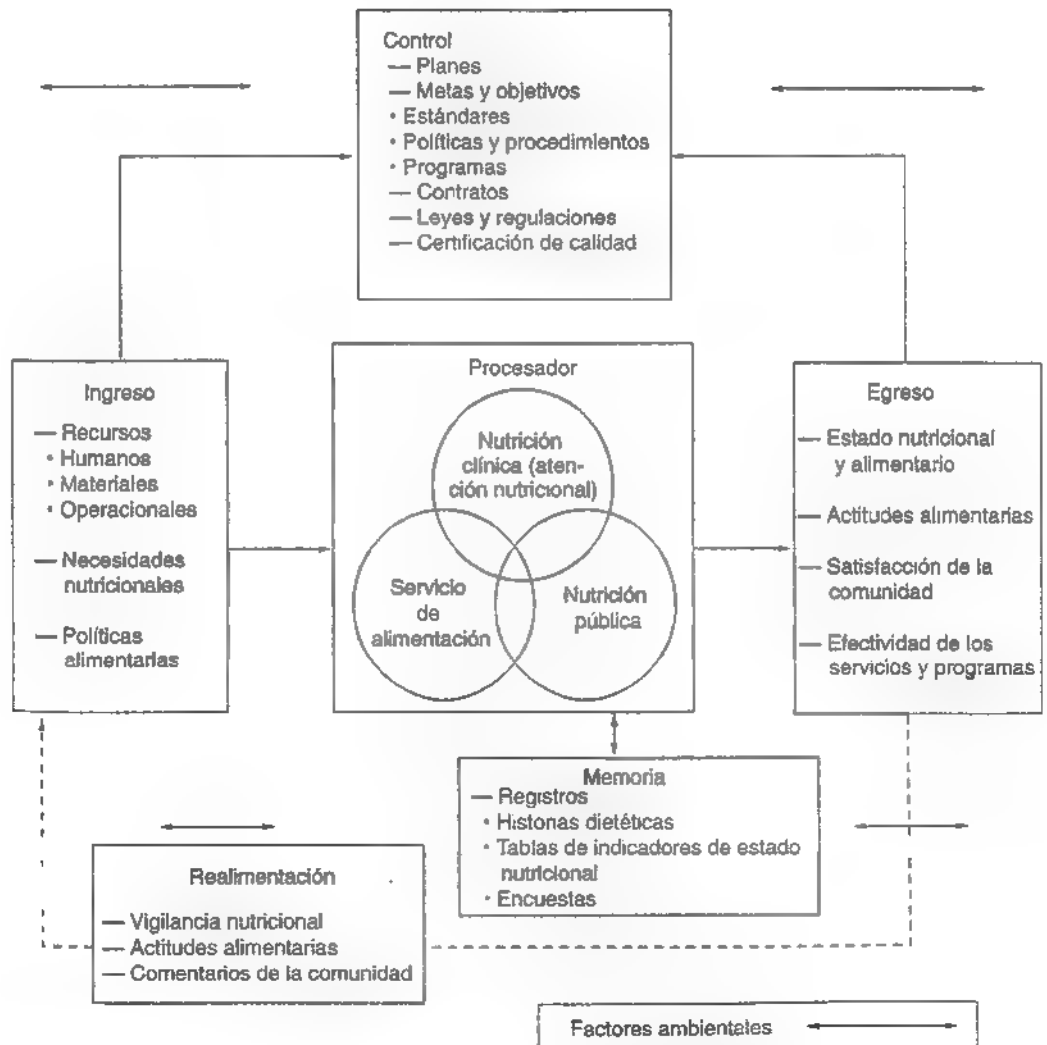 Control
— Planes
— Metas y objetivos
• Estándares
• Políticas y procedimientos
• Programas
— Contratos
— Leyes y regulaciones
— Certificación de calidad
Ingreso
— Recursos
• Humanos
• Materiales
• Operacionales
— Necesidades
nutricionales
— Políticas
alimentarias
Procesador
Nutrición
clínica (aten-
ción nutricional)
Servicio
de
alimentación
Nutrición
pública
Egreso
— Estado nutricional
y alimentario
— Actitudes alimentarias
— Satisfacción de la
comunidad
— Efectividad de los
servicios y programas
Memoria
— Registros
• Historias dietéticas
• Tablas de indicadores de estado
nutricional
• Encuestas
Realimentación
— Vigilancia nutricional
— Actitudes alimentarias
— Comentarios de la comunidad
Factores ambientales